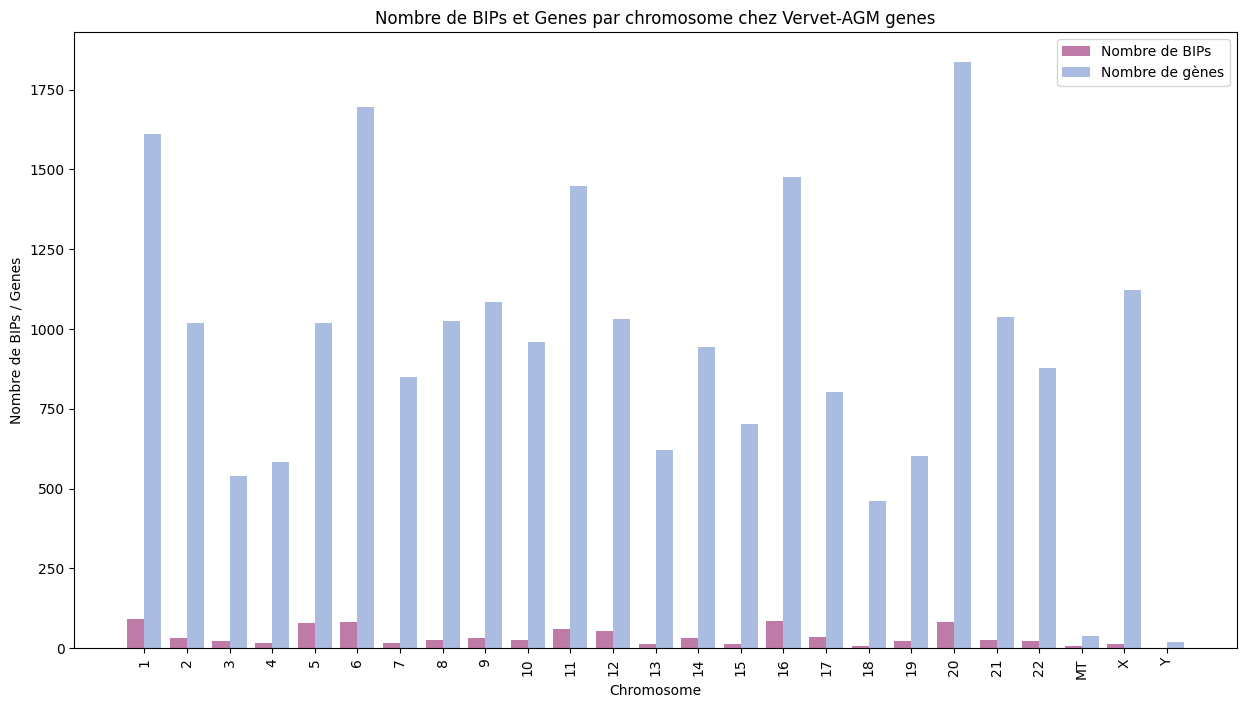 Nombre de BIPs et Genes par chromosome chez Vervet-AGM genes
Nombre de BIPs
Nombre de gènes
Nombre de BIPs / Genes
1750
1500
1250
1000
750
500
250
0
1 2 3 4 5 6 7 8 9 10 11 12 13 14 15 16 17 18 19 20 21 22 MT X Y
Chromosome